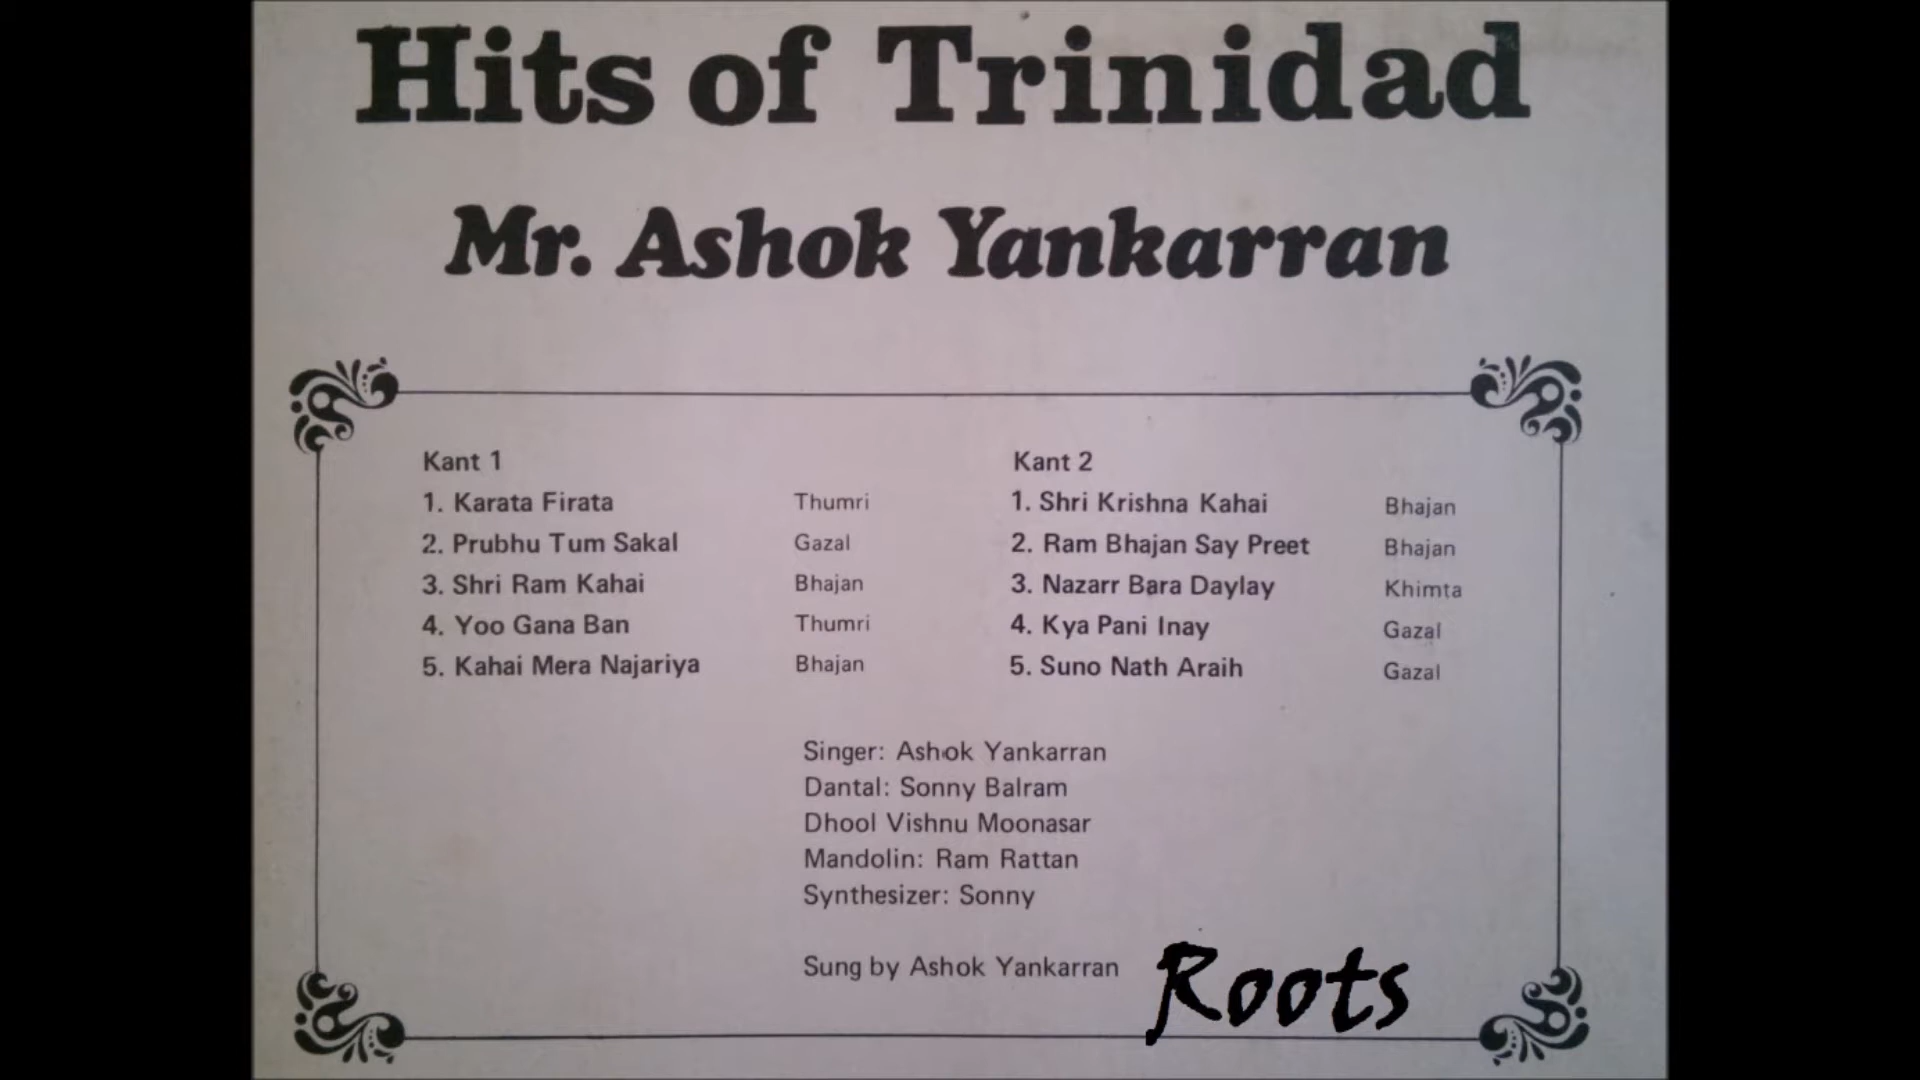 Hits of Trinidad
Mr. Ashok Yankarran
Kant 1
1. Karata Firata Thumri
2. Prubhu Tum Sakal Gazal
3. Shri Ram Kahai Bhajan
4. Yoo Gana Ban Thumri
5. Kahai Mera Najariya Bhajan
Kant 2
1. Shri Krishna Kahai Bhajan
2. Ram Bhajan Say Preet Bhajan
3. Nazarr Bara Daylay Khimta
4. Kya Pani Inay Gazal
5. Suno Nath Araih Gazal
Singer: Ashok Yankarran
Dantal: Sonny Balram
Dhool Vishnu Moonasar
Mandolin: Ram Rattan
Synthesizer: Sonny
Sung by Ashok Yankarran
Roots